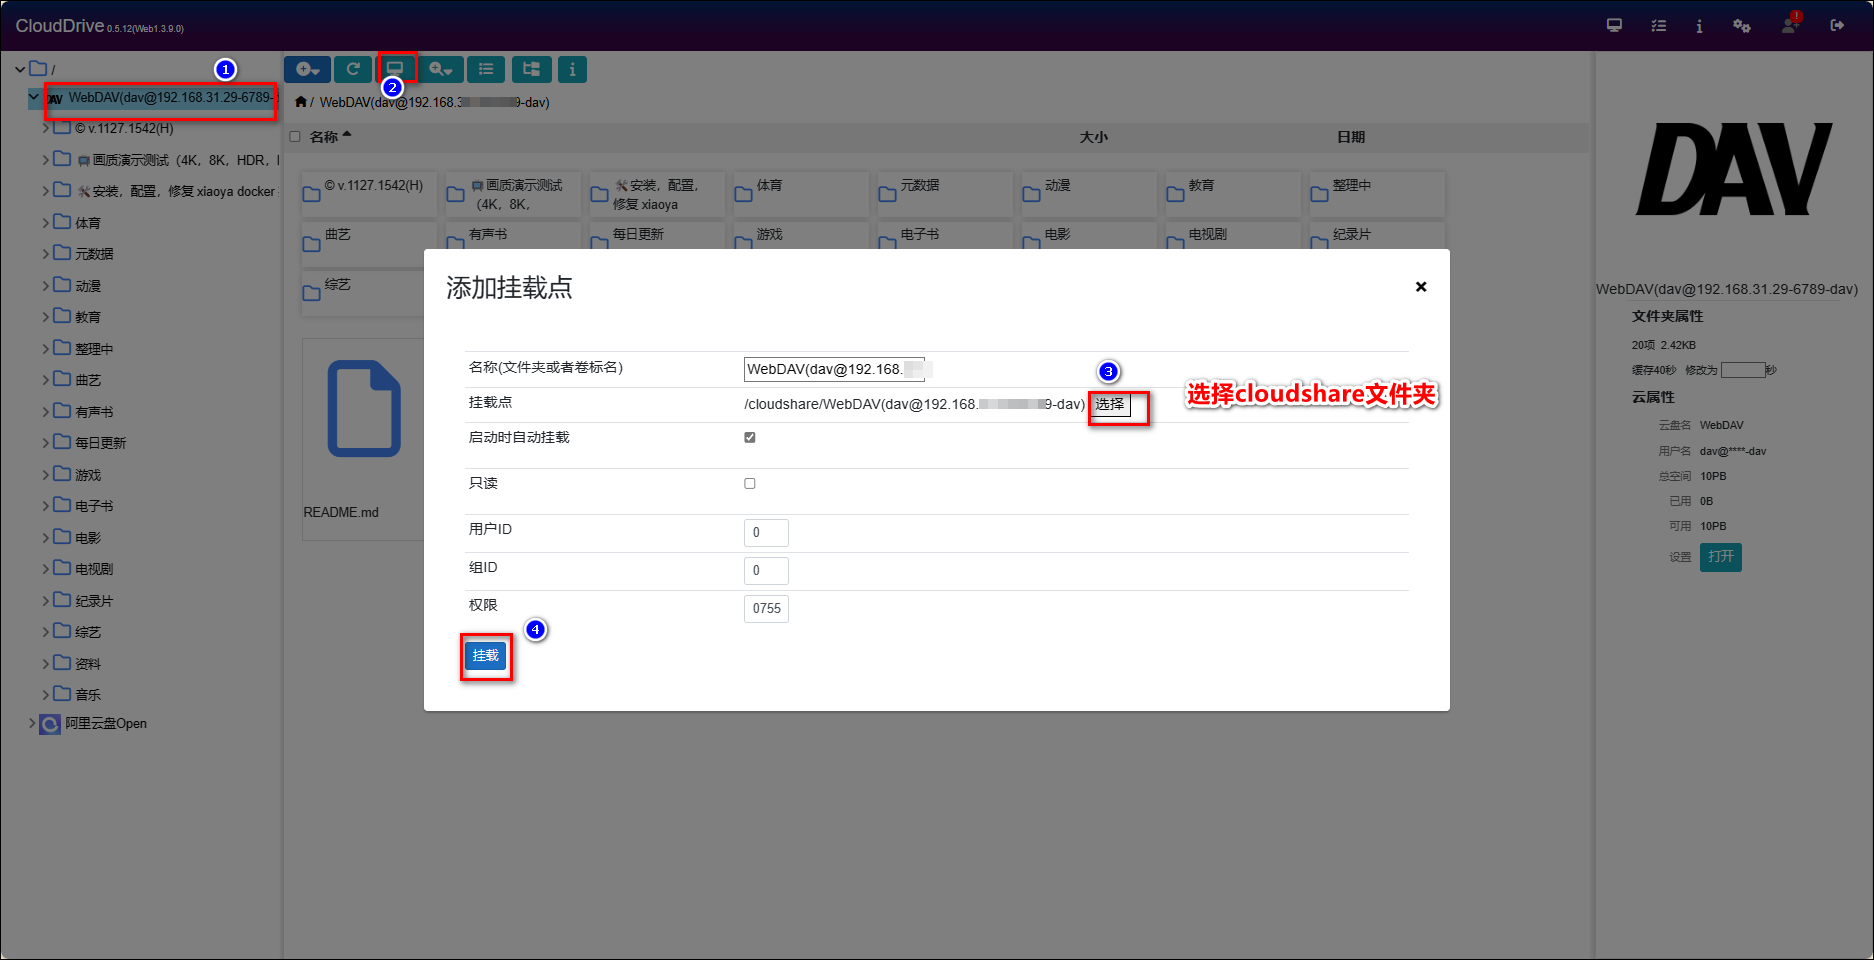 CloudDrive 0.5.12(Web1.3.9.0)
!
/
1
DAV WebDAV(dav@192.168.31.29-6789-
© v.1127.1542(H)
画质演示测试（4K，8K，HDR，
安装，配置，修复 xiaoya docker
体育
元数据
动漫
教育
整理中
曲艺
有声书
每日更新
游戏
电子书
电影
电视剧
纪录片
综艺
资料
音乐
阿里云盘Open
2
/ WebDAV(dav@192.168.3 9-dav)
名称 大小 日期
© v.1127.1542(H)
画质演示测试
（4K，8K，
安装，配置，
修复 xiaoya
体育
元数据
动漫
教育
整理中
曲艺
有声书
每日更新
游戏
电子书
电影
电视剧
纪录片
综艺
README.md
添加挂载点
×
名称(文件夹或者卷标名) WebDAV(dav@192.168.
3
挂载点 /cloudshare/WebDAV(dav@192.168. 9-dav) 选择
选择cloudshare文件夹
启动时自动挂载
只读
用户ID 0
组ID 0
权限 0755
4
挂载
DAV
WebDAV(dav@192.168.31.29-6789-dav)
文件夹属性
20项 2.42KB
缓存40秒 修改为 秒
云属性
云盘名 WebDAV
用户名 dav@****-dav
总空间 10PB
已用 0B
可用 10PB
设置 打开